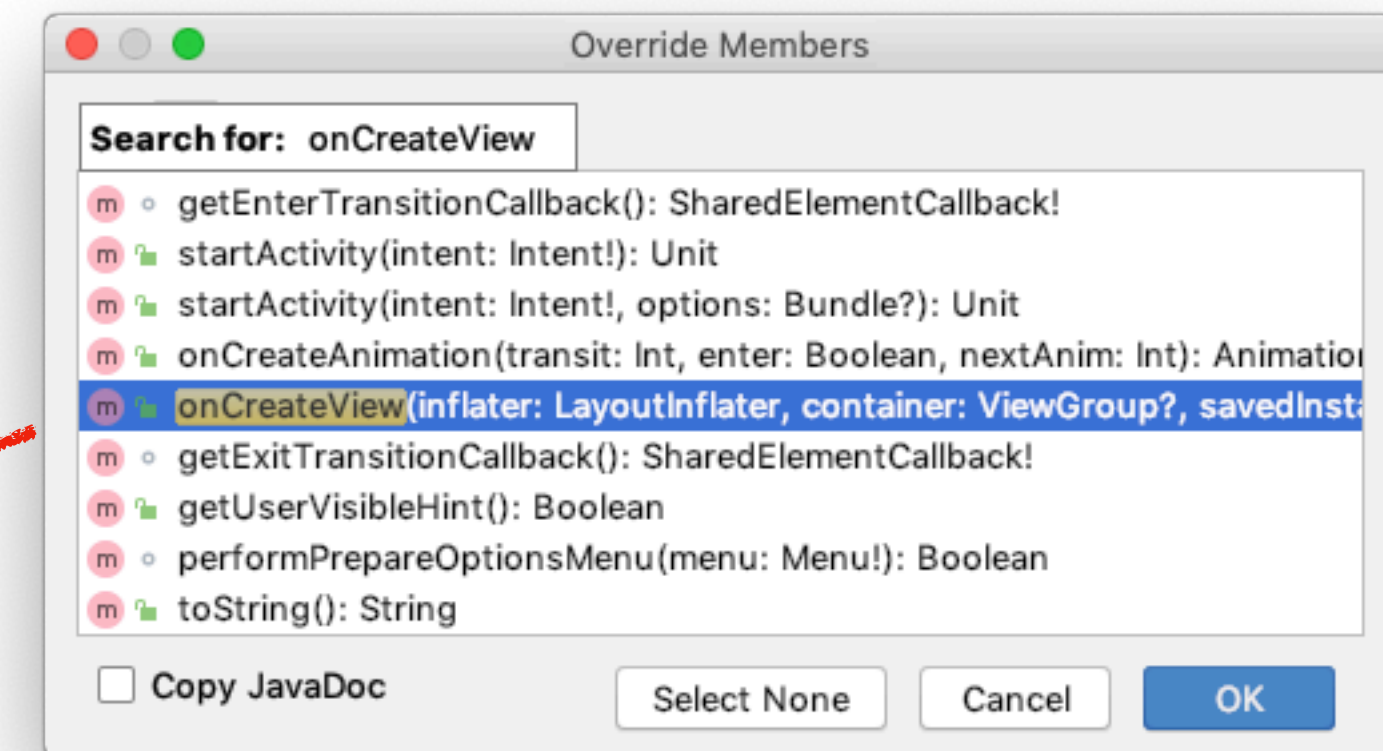 Override Members
Search for: onCreateView
m getEnterTransitionCallback(): SharedElementCallback!
m startActivity(intent: Intent!): Unit
m startActivity(intent: Intent!, options: Bundle?): Unit
m onCreateAnimation(transit: Int, enter: Boolean, nextAnim: Int): Animation
m onCreateView(inflater: LayoutInflater, container: ViewGroup?, savedInsta
m getExitTransitionCallback(): SharedElementCallback!
m getUserVisibleHint(): Boolean
m performPrepareOptionsMenu(menu: Menu!): Boolean
m toString(): String
Copy JavaDoc Select None Cancel OK